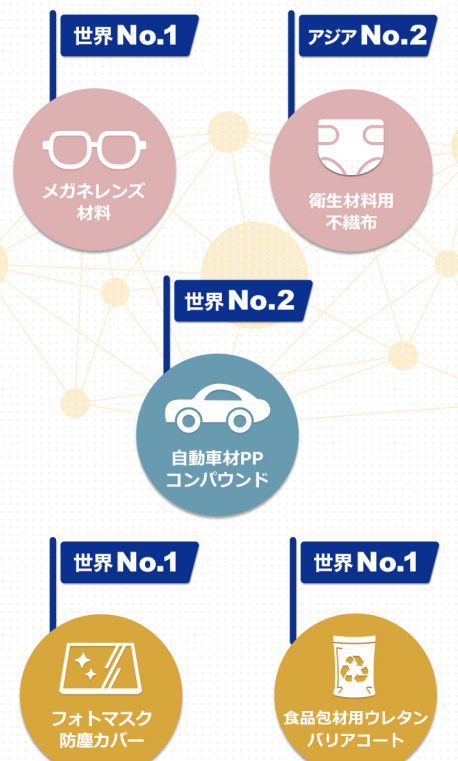 世界No.1
メガネレンズ
材料
アジアNo.2
衛生材料用
不繊布
世界No.2
自動車材PP
コンパウンド
世界No.1
フォトマスク
防塵カバー
世界No.1
食品包材用ウレタン
バリアコート